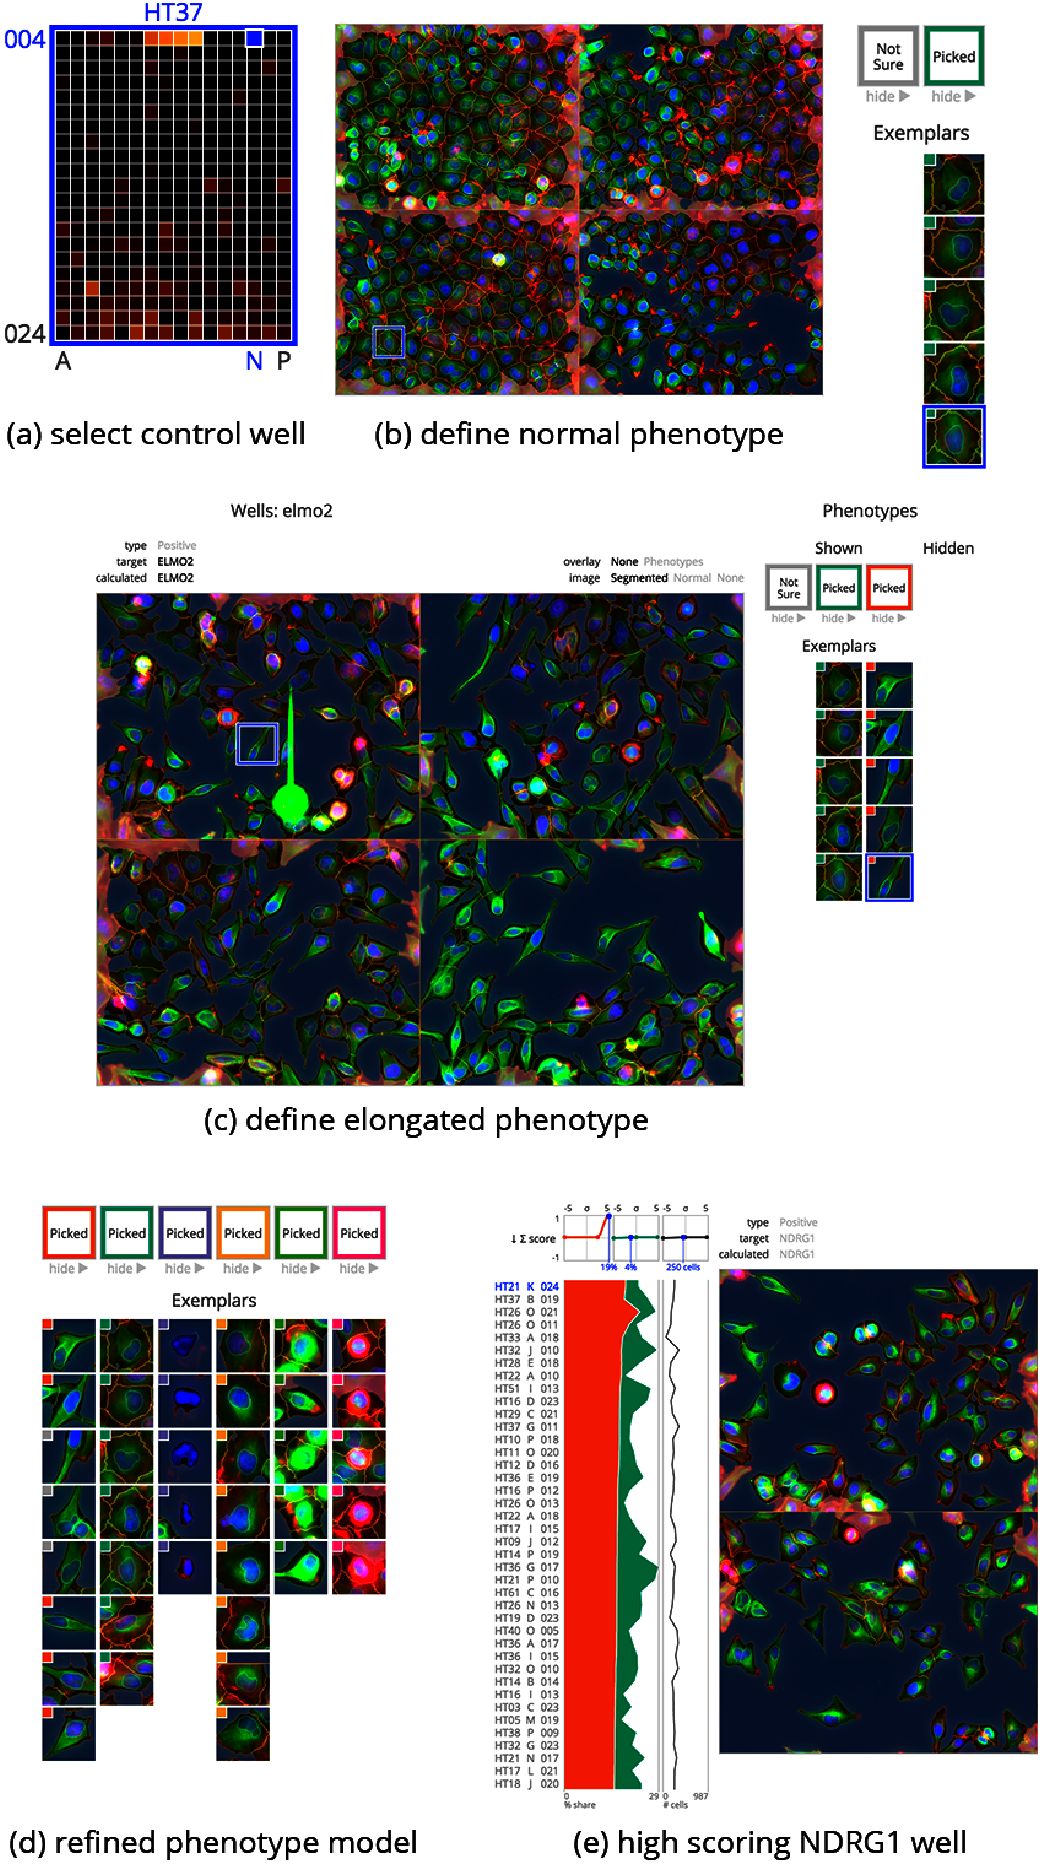 HT37
004
024
A N P
(a) select control well
(b) define normal phenotype
Not Sure
Picked
hide ▶ hide ▶
Exemplars
Wells: elmo2
type Positive
target ELMO2
calculated ELMO2
overlay None Phenotypes
image Segmented Normal None
Phenotypes
Shown Hidden
Not Sure
Picked
Picked
hide ▶ hide ▶ hide ▶
Exemplars
(c) define elongated phenotype
Picked Picked Picked Picked Picked Picked
hide ▶ hide ▶ hide ▶ hide ▶ hide ▶ hide ▶
Exemplars
(d) refined phenotype model
-5 σ 5 -5 σ 5 -5 σ 5
1
↓ Σ score
-1
19% 4% 250 cells
type Positive
target NDRG1
calculated NDRG1
HT21 K 024
HT37 B 019
HT26 O 021
HT26 O 011
HT33 A 018
HT32 J 010
HT28 E 018
HT22 A 010
HT51 I 013
HT16 D 023
HT29 C 021
HT37 G 011
HT10 P 018
HT11 O 020
HT12 D 016
HT36 E 019
HT16 P 012
HT26 O 013
HT22 A 018
HT17 I 015
HT09 J 012
HT14 P 019
HT36 G 017
HT21 P 010
HT61 C 016
HT26 N 013
HT19 D 023
HT40 O 005
HT36 A 017
HT36 I 015
HT32 O 010
HT14 B 014
HT16 I 013
HT03 C 023
HT05 M 019
HT38 P 009
HT32 G 023
HT21 N 017
HT17 L 021
HT18 J 020
0 29 0 987
% share # cells
(e) high scoring NDRG1 well